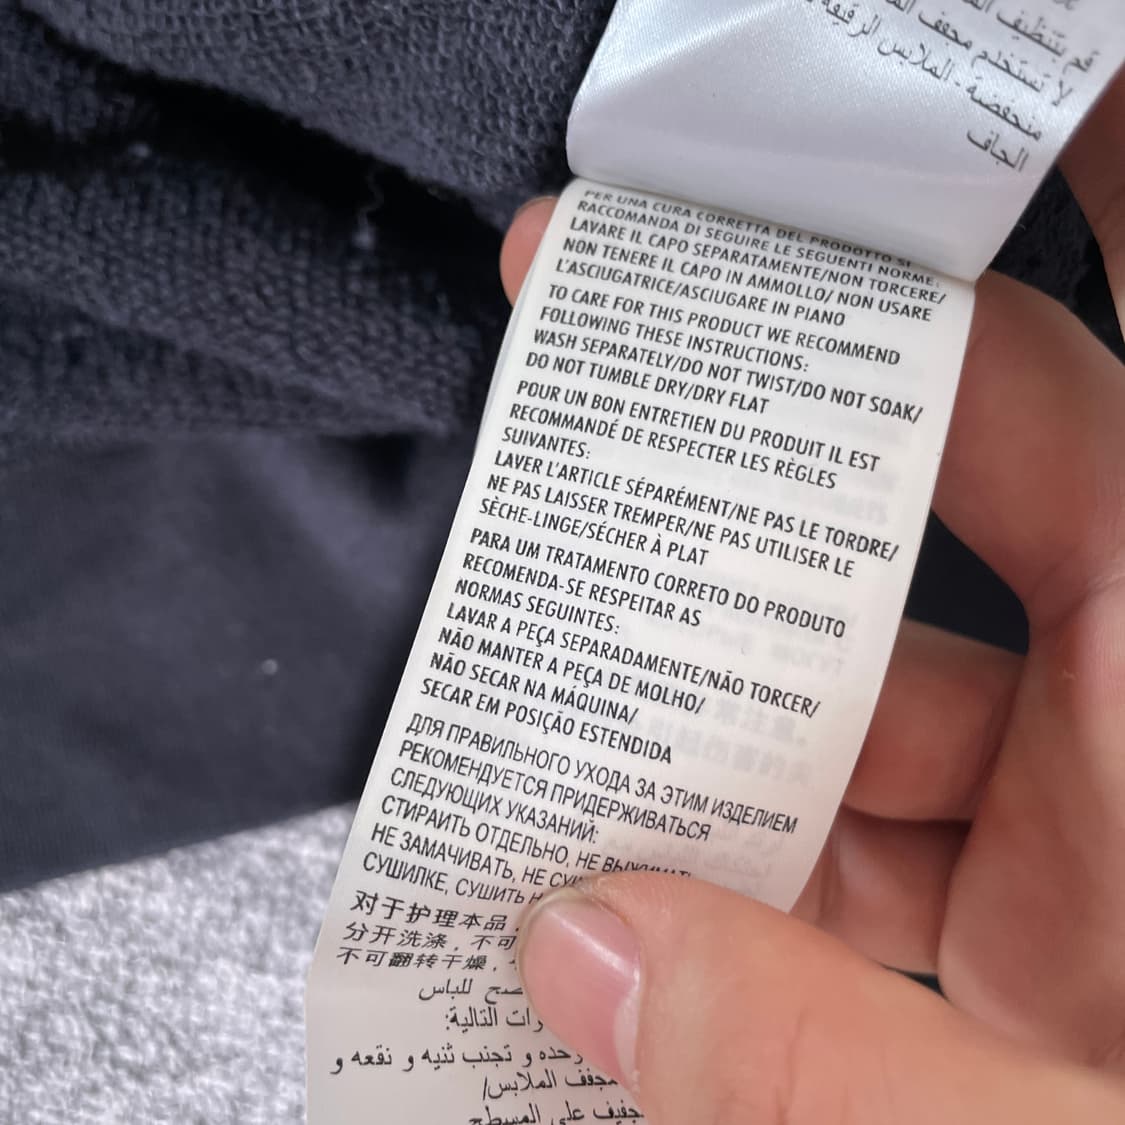 قم بتنظيف
لا تستخدم مجفف
منخفضة - الملابس الرقيقة
الجاف
PER UNA CURA CORRETTA DEL PRODOTTO SI
RACCOMANDA DI SEGUIRE LE SEGUENTI NORME:
LAVARE IL CAPO SEPARATAMENTE/NON TORCERE/
NON TENERE IL CAPO IN AMMOLLO/ NON USARE
L'ASCIUGATRICE/ASCIUGARE IN PIANO
TO CARE FOR THIS PRODUCT WE RECOMMEND
FOLLOWING THESE INSTRUCTIONS:
WASH SEPARATELY/DO NOT TWIST/DO NOT SOAK/
DO NOT TUMBLE DRY/DRY FLAT
POUR UN BON ENTRETIEN DU PRODUIT IL EST
RECOMMANDÉ DE RESPECTER LES RÈGLES
SUIVANTES:
LAVER L'ARTICLE SÉPARÉMENT/NE PAS LE TORDRE/
NE PAS LAISSER TREMPER/NE PAS UTILISER LE
SÈCHE-LINGE/SÉCHER À PLAT
PARA UM TRATAMENTO CORRETO DO PRODUTO
RECOMENDA-SE RESPEITAR AS
NORMAS SEGUINTES:
LAVAR A PEÇA SEPARADAMENTE/NÃO TORCER/
NÃO MANTER A PEÇA DE MOLHO/
NÃO SECAR NA MÁQUINA/
SECAR EM POSIÇÃO ESTENDIDA
ДЛЯ ПРАВИЛЬНОГО УХОДА ЗА ЭТИМ ИЗДЕЛИЕМ
РЕКОМЕНДУЕТСЯ ПРИДЕРЖИВАТЬСЯ
СЛЕДУЮЩИХ УКАЗАНИЙ:
СТИРАИТЬ ОТДЕЛЬНО, НЕ
НЕ ЗАМАЧИВАТЬ, НЕ
СУШИЛКЕ, СУШИТЬ
对于护理本品，
分开洗涤，不可
不可翻转干燥，
للباس
التالية:
و تجنب ثنيه و نقعه و
الملابس/
على المسطح